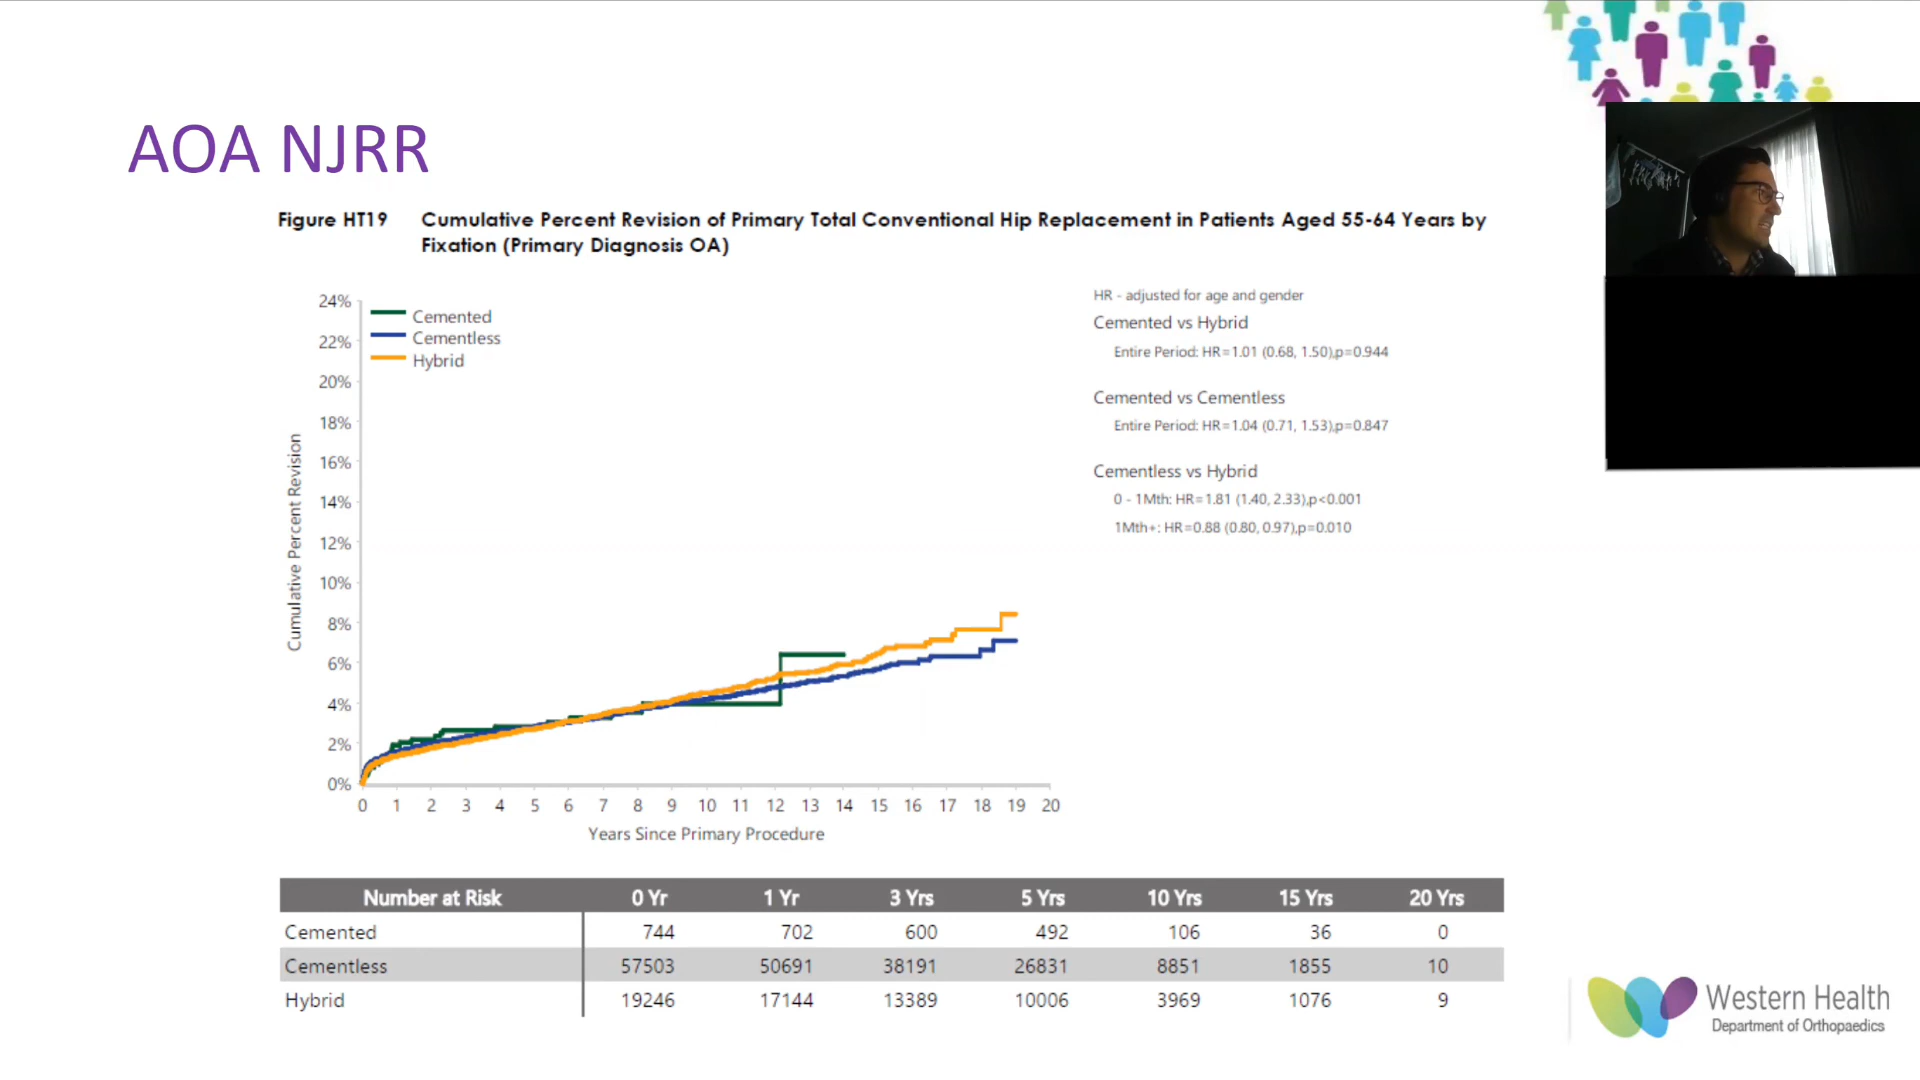 AOA NJRR
Figure HT19 Cumulative Percent Revision of Primary Total Conventional Hip Replacement in Patients Aged 55-64 Years by
Fixation (Primary Diagnosis OA)
24%
22%
20%
18%
16%
14%
12%
10%
8%
6%
4%
2%
0%
Cumulative Percent Revision
Cemented
Cementless
Hybrid
0 1 2 3 4 5 6 7 8 9 10 11 12 13 14 15 16 17 18 19 20
Years Since Primary Procedure
HR - adjusted for age and gender
Cemented vs Hybrid
Entire Period: HR=1.01 (0.68, 1.50),p=0.944
Cemented vs Cementless
Entire Period: HR=1.04 (0.71, 1.53),p=0.847
Cementless vs Hybrid
0 - 1Mth: HR=1.81 (1.40, 2.33),p<0.001
1Mth+: HR=0.88 (0.80, 0.97),p=0.010
Number at Risk 0 Yr 1 Yr 3 Yrs 5 Yrs 10 Yrs 15 Yrs 20 Yrs
Cemented 744 702 600 492 106 36 0
Cementless 57503 50691 38191 26831 8851 1855 10
Hybrid 19246 17144 13389 10006 3969 1076 9
Western Health
Department of Orthopaedics